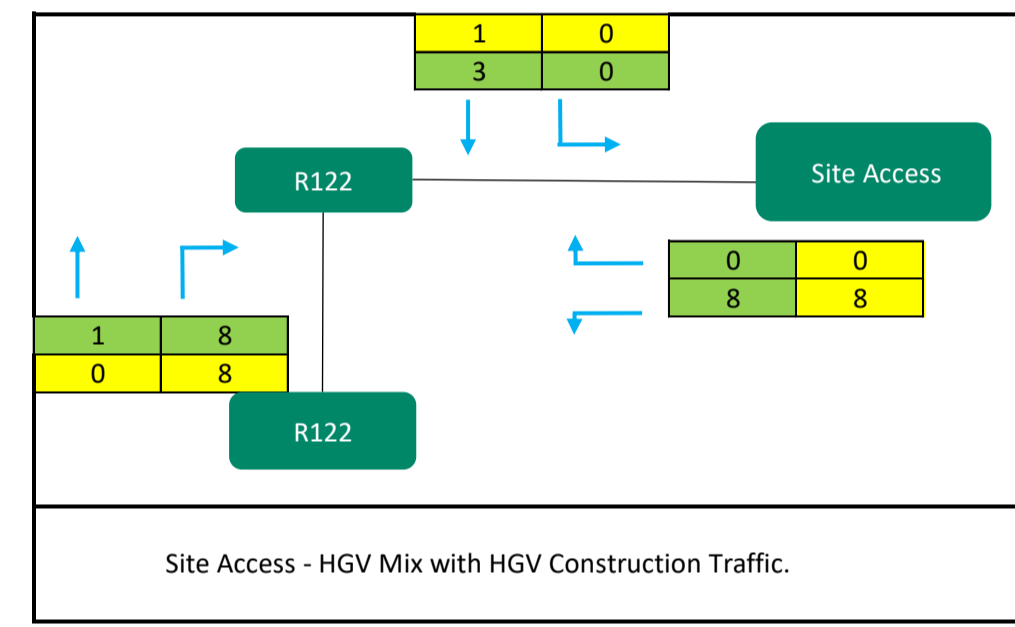 1 0
3 0
R122
Site Access
0 0
8 8
1 8
0 8
R122
Site Access - HGV Mix with HGV Construction Traffic.